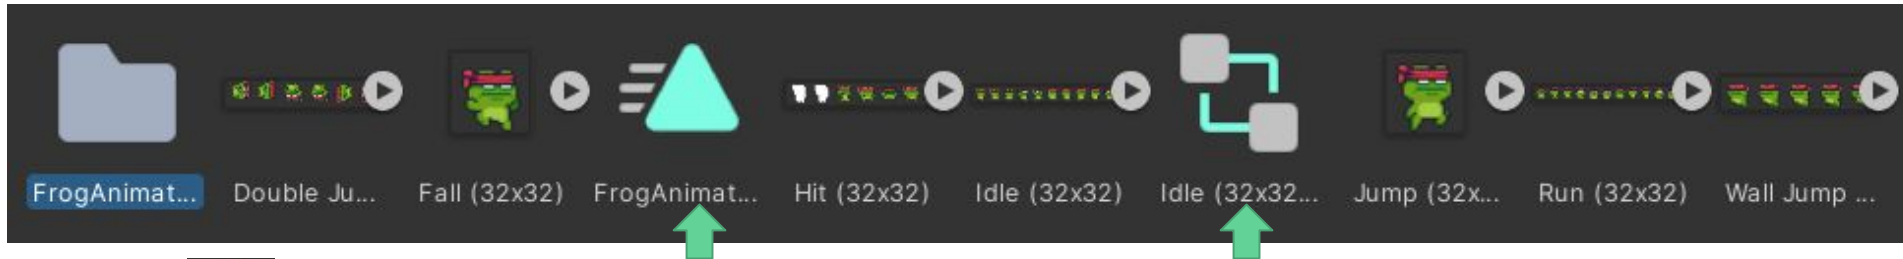 FrogAnimat... Double Ju... Fall (32x32) FrogAnimat... Hit (32x32) Idle (32x32) Idle (32x32... Jump (32x... Run (32x32) Wall Jump ...